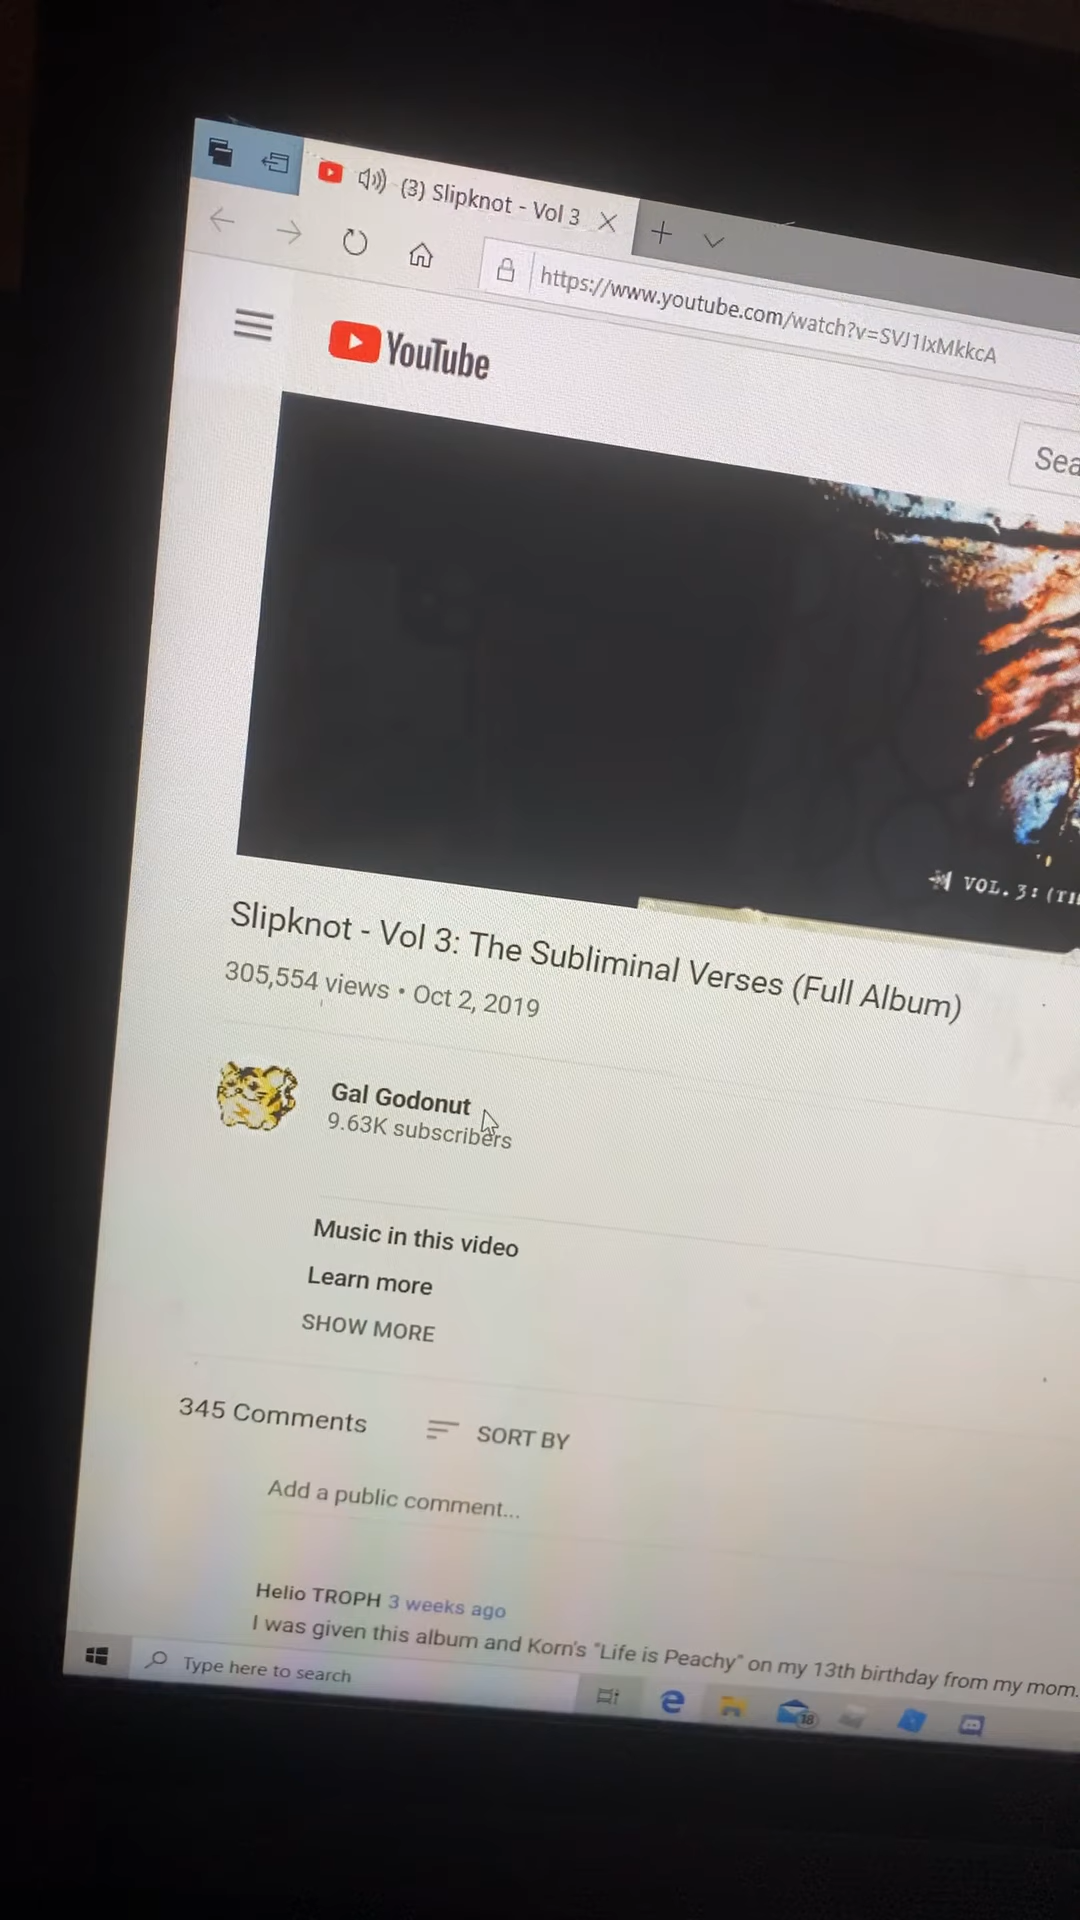 (3) Slipknot - Vol 3
https://www.youtube.com/watch?v=SVJ1IxMkkcA
YouTube
Sea
VOL. 3: (TH
Slipknot - Vol 3: The Subliminal Verses (Full Album)
305,554 views • Oct 2, 2019
Gal Godonut
9.63K subscribers
Music in this video
Learn more
SHOW MORE
345 Comments
SORT BY
Add a public comment...
Helio TROPH 3 weeks ago
I was given this album and Korn's "Life is Peachy" on my 13th birthday from my mom.
Type here to search
18